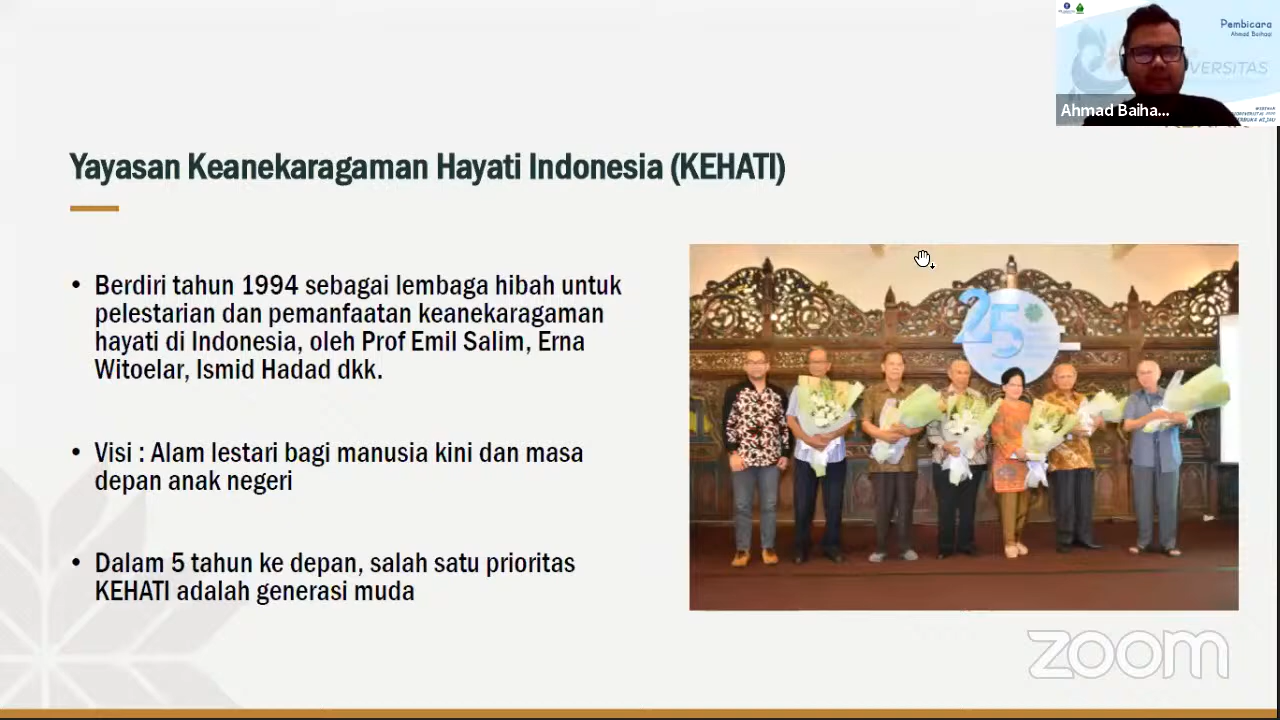 Pembicara
Ahmad Baihaqi
VERSITAS
Ahmad Baiha...
Yayasan Keanekaragaman Hayati Indonesia (KEHATI)
• Berdiri tahun 1994 sebagai lembaga hibah untuk
pelestarian dan pemanfaatan keanekaragaman
hayati di Indonesia, oleh Prof Emil Salim, Erna
Witoelar, Ismid Hadad dkk.
• Visi : Alam lestari bagi manusia kini dan masa
depan anak negeri
• Dalam 5 tahun ke depan, salah satu prioritas
KEHATI adalah generasi muda
25
zoom